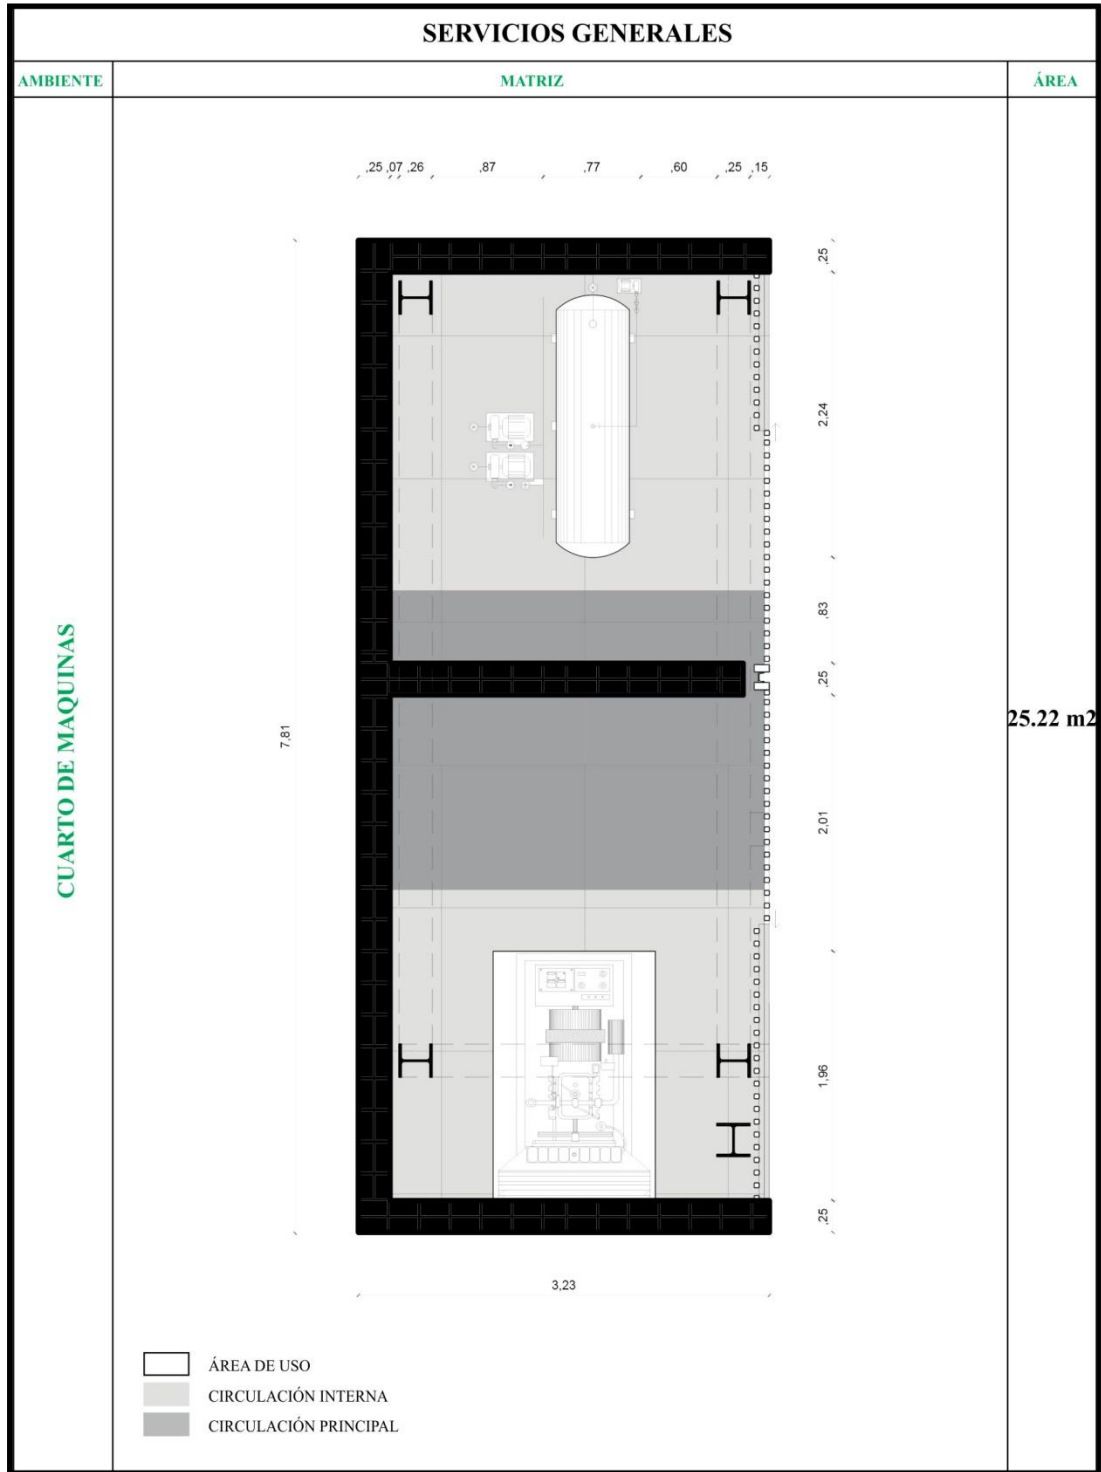 SERVICIOS GENERALES
AMBIENTE
MATRIZ
ÁREA
,25 ,07 ,26 ,87 ,77 ,60 ,25 ,15
,25
2,24
,83
,25
2,01
1,96
,25
7,81
3,23
CUARTO DE MAQUINAS
25.22 m2
ÁREA DE USO
CIRCULACIÓN INTERNA
CIRCULACIÓN PRINCIPAL